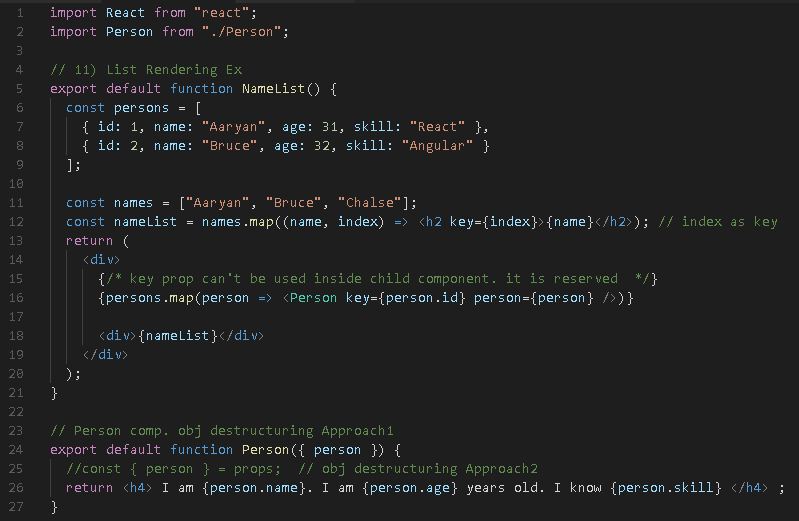 1 import React from "react";
2 import Person from "./Person";
3
4 // 11) List Rendering Ex
5 export default function NameList() {
6   const persons = [
7     { id: 1, name: "Aaryan", age: 31, skill: "React" },
8     { id: 2, name: "Bruce", age: 32, skill: "Angular" }
9   ];
10
11   const names = ["Aaryan", "Bruce", "Chalse"];
12   const nameList = names.map((name, index) => <h2 key={index}>{name}</h2>); // index as key
13   return (
14     <div>
15       {/* key prop can't be used inside child component. it is reserved  */}
16       {persons.map(person => <Person key={person.id} person={person} />)}
17
18       <div>{nameList}</div>
19     </div>
20   );
21 }
22
23 // Person comp. obj destructuring Approach1
24 export default function Person({ person }) {
25   //const { person } = props;  // obj destructuring Approach2
26   return <h4> I am {person.name}. I am {person.age} years old. I know {person.skill} </h4> ;
27 }